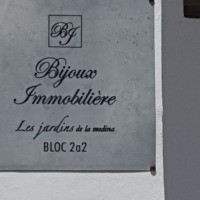 BJ
Bijoux
Immobilière
Les jardins de la medina
BLOC 2a2